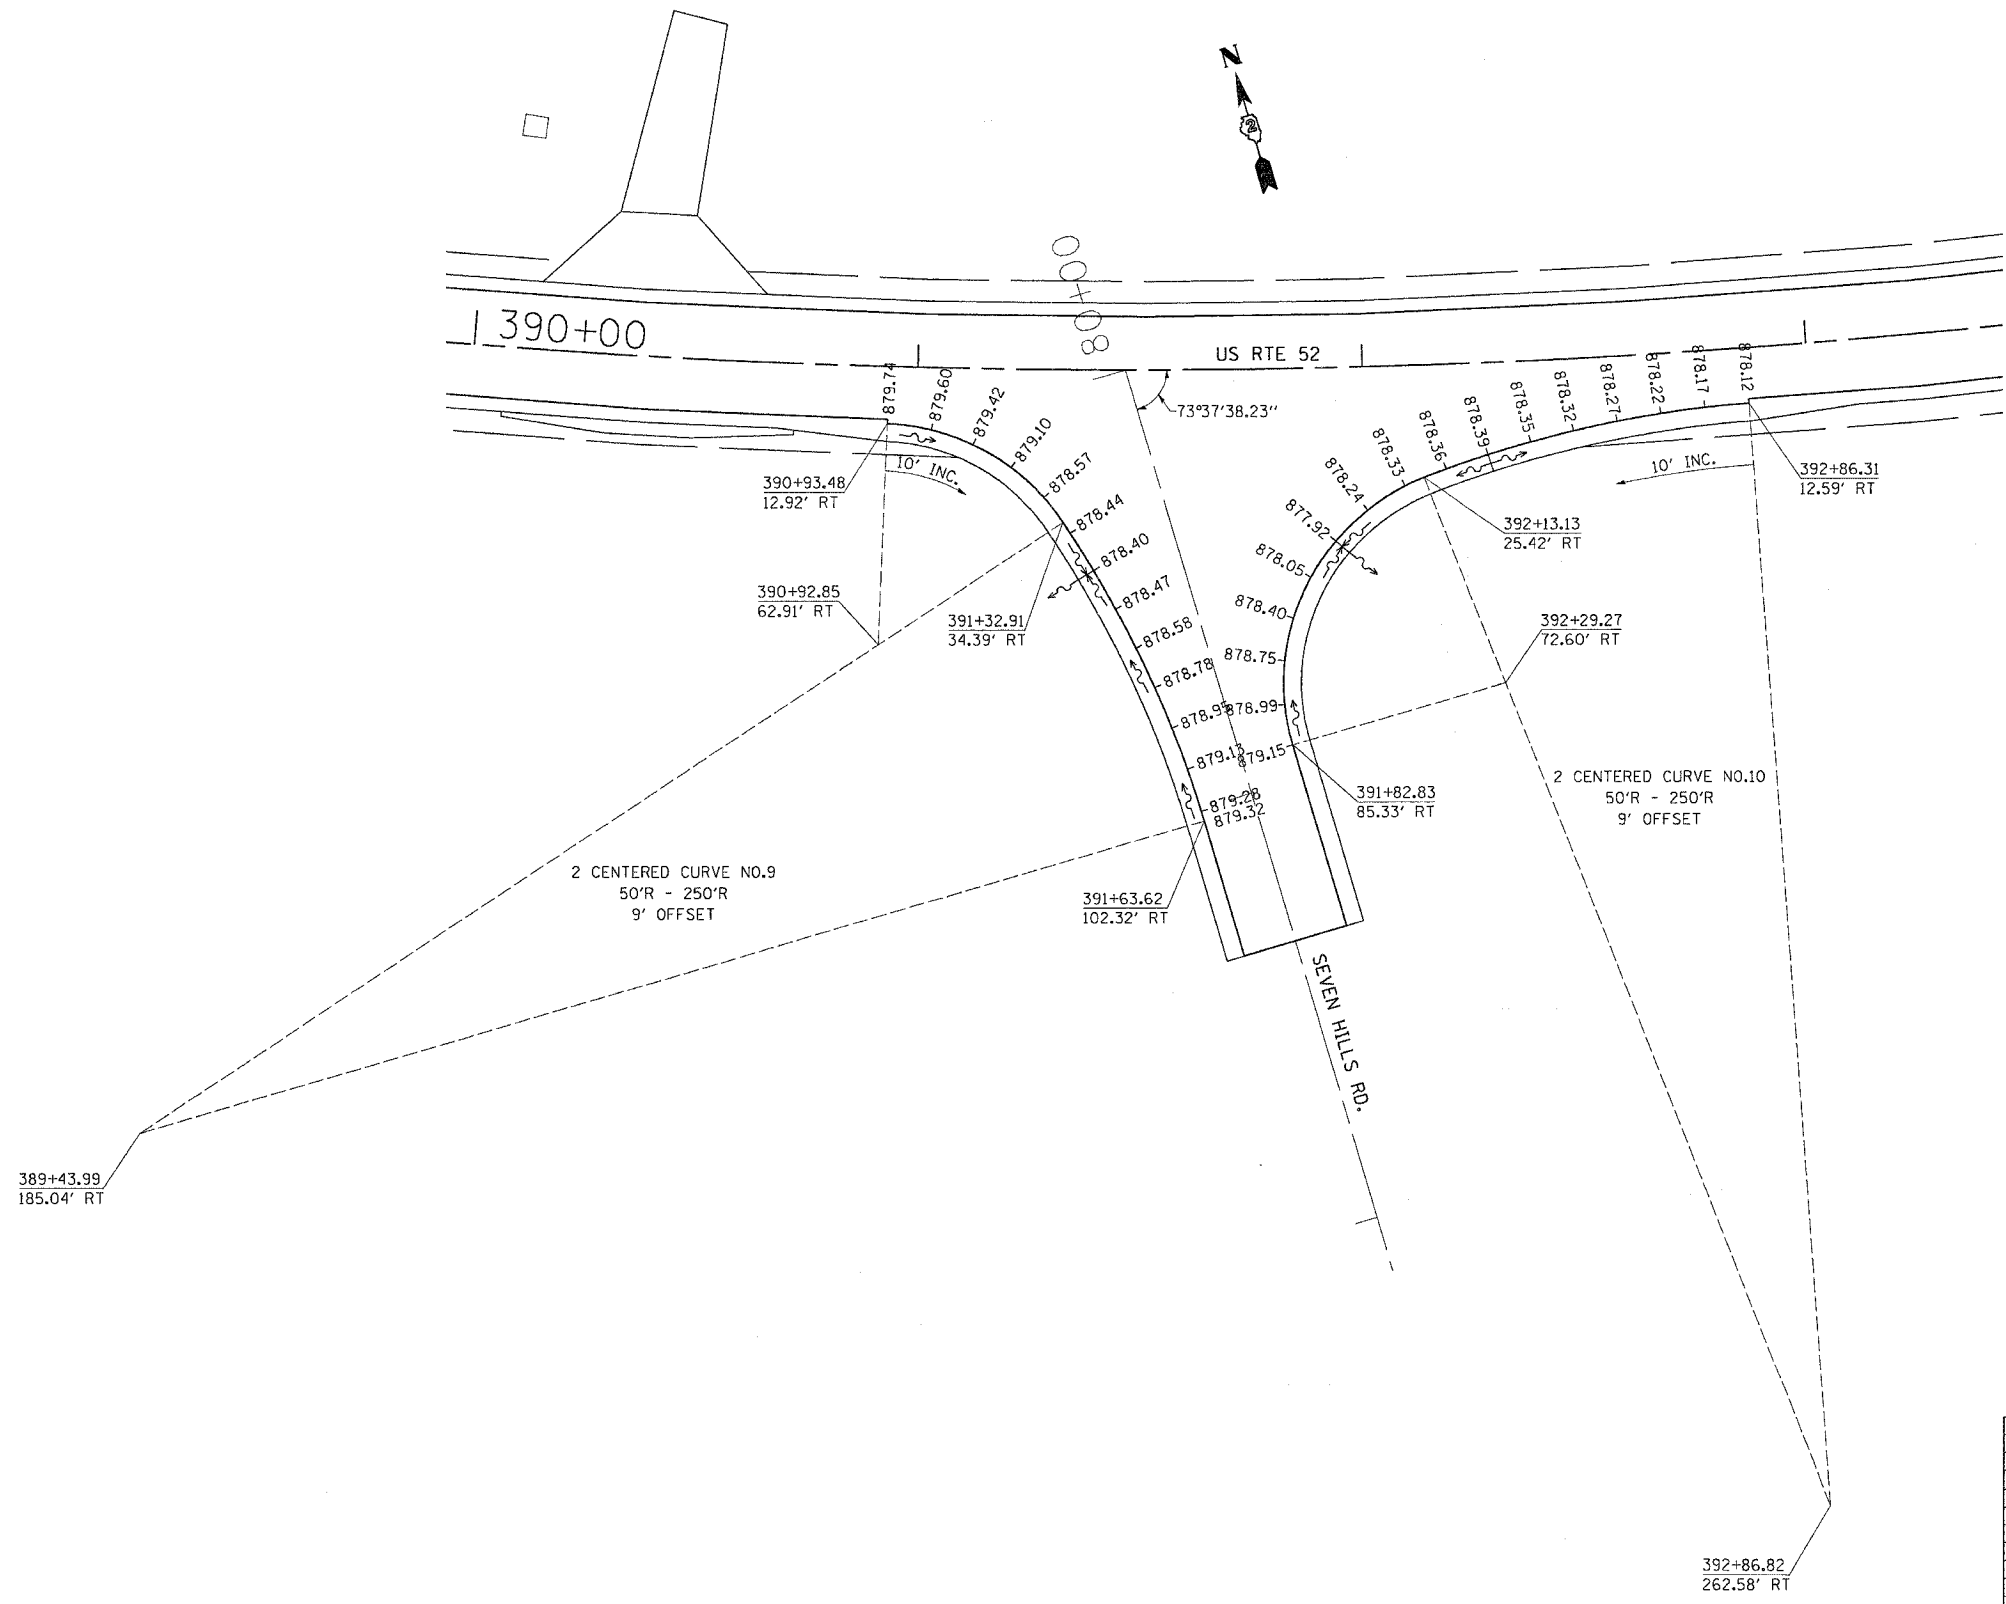 N
2
80+00
390+00
US RTE 52
73°37'38.23"
879.74
879.60
879.42
879.10
878.57
878.44
878.40
878.47
878.58
878.78
878.95
879.13
879.28
879.32
878.12
878.17
878.22
878.27
878.32
878.35
878.39
878.36
878.33
878.24
877.92
878.05
878.40
878.75
878.99
879.15
10' INC.
10' INC.
390+93.48
12.92' RT
392+86.31
12.59' RT
392+13.13
25.42' RT
390+92.85
62.91' RT
391+32.91
34.39' RT
392+29.27
72.60' RT
391+82.83
85.33' RT
2 CENTERED CURVE NO.10
50'R - 250'R
9' OFFSET
2 CENTERED CURVE NO.9
50'R - 250'R
9' OFFSET
391+63.62
102.32' RT
SEVEN HILLS RD.
389+43.99
185.04' RT
392+86.82
262.58' RT